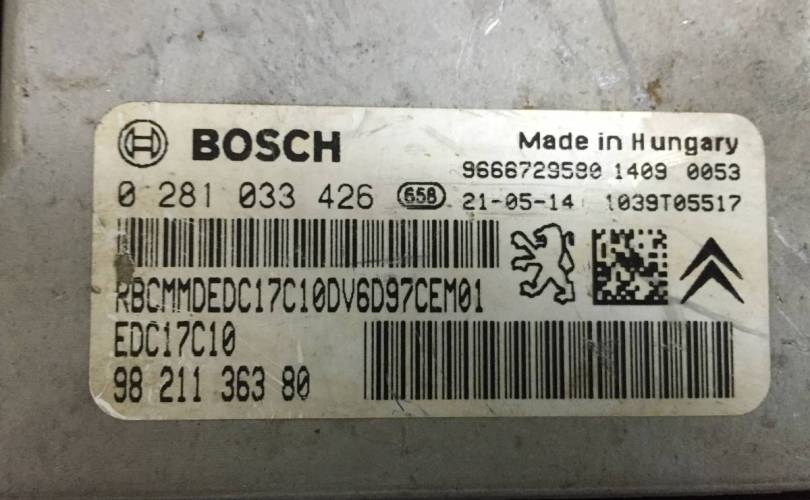 BOSCH
Made in Hungary
9666729580 1409 0053
0 281 033 426 658 21-05-14 1039T05517
RBCMMDEDC17C10DV6D97CEM01
EDC17C10
98 211 363 80